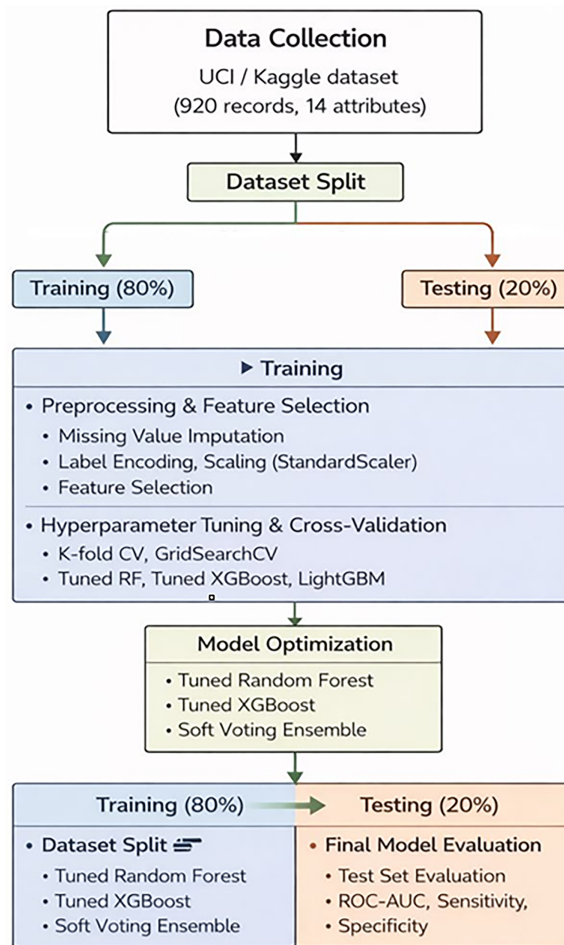 Data Collection
UCI / Kaggle dataset
(920 records, 14 attributes)
Dataset Split
Training (80%)
Testing (20%)
▶ Training
• Preprocessing & Feature Selection
• Missing Value Imputation
• Label Encoding, Scaling (StandardScaler)
• Feature Selection
• Hyperparameter Tuning & Cross-Validation
• K-fold CV, GridSearchCV
• Tuned RF, Tuned XGBoost, LightGBM
Model Optimization
• Tuned Random Forest
• Tuned XGBoost
• Soft Voting Ensemble
Training (80%)
Testing (20%)
• Dataset Split
• Tuned Random Forest
• Tuned XGBoost
• Soft Voting Ensemble
• Final Model Evaluation
• Test Set Evaluation
• ROC-AUC, Sensitivity,
• Specificity